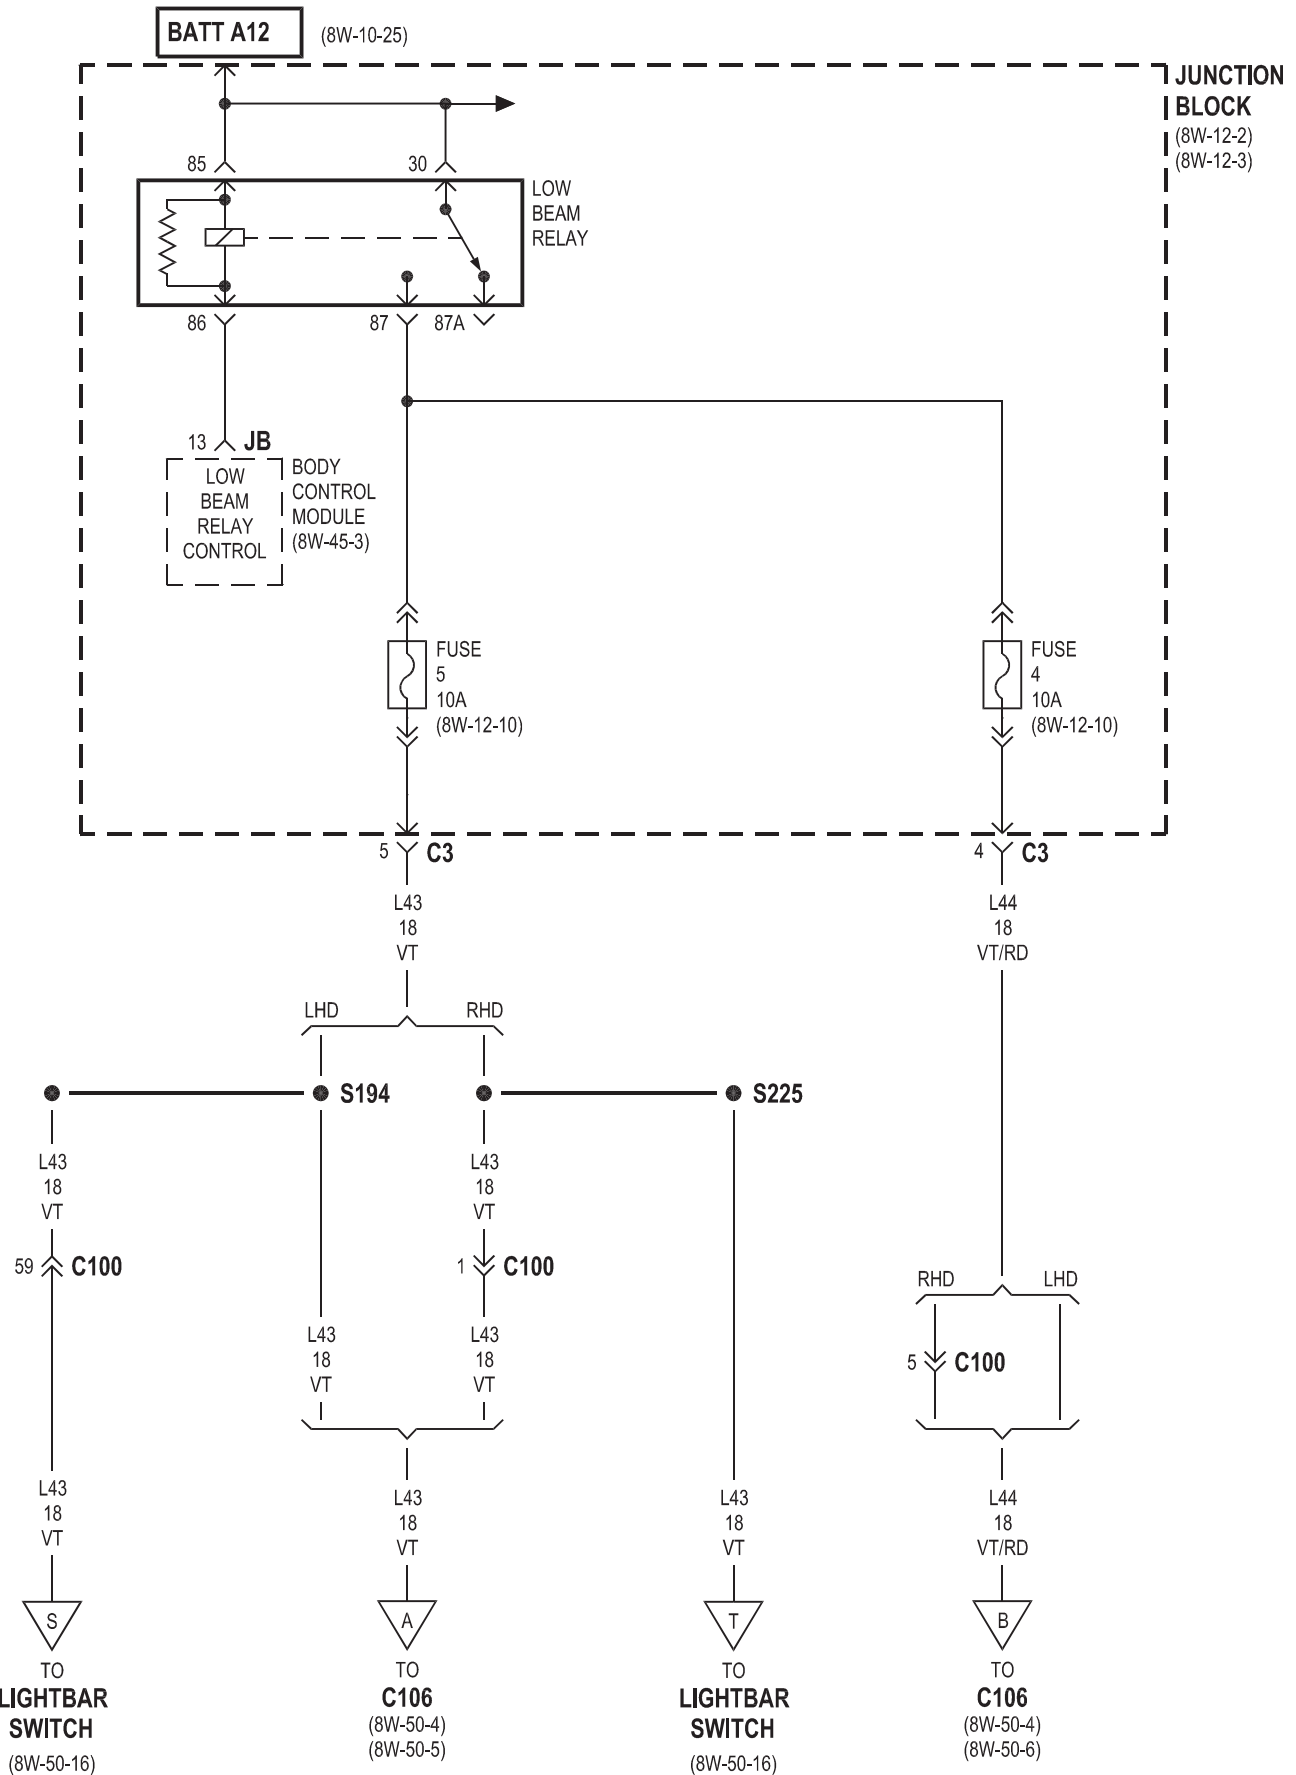 BATT A12 (8W-10-25)
JUNCTION
BLOCK
(8W-12-2)
(8W-12-3)
85 30
LOW
BEAM
RELAY
86 87 87A
13 JB
LOW
BEAM
RELAY
CONTROL
BODY
CONTROL
MODULE
(8W-45-3)
FUSE
5
10A
(8W-12-10)
FUSE
4
10A
(8W-12-10)
5 C3
4 C3
L43
18
VT
L44
18
VT/RD
LHD RHD
S194
S225
L43
18
VT
L43
18
VT
59 C100
1 C100
RHD LHD
5 C100
L43
18
VT
L43
18
VT
L43
18
VT
L43
18
VT
L43
18
VT
L44
18
VT/RD
S
TO
LIGHTBAR
SWITCH
(8W-50-16)
A
TO
C106
(8W-50-4)
(8W-50-5)
T
TO
LIGHTBAR
SWITCH
(8W-50-16)
B
TO
C106
(8W-50-4)
(8W-50-6)